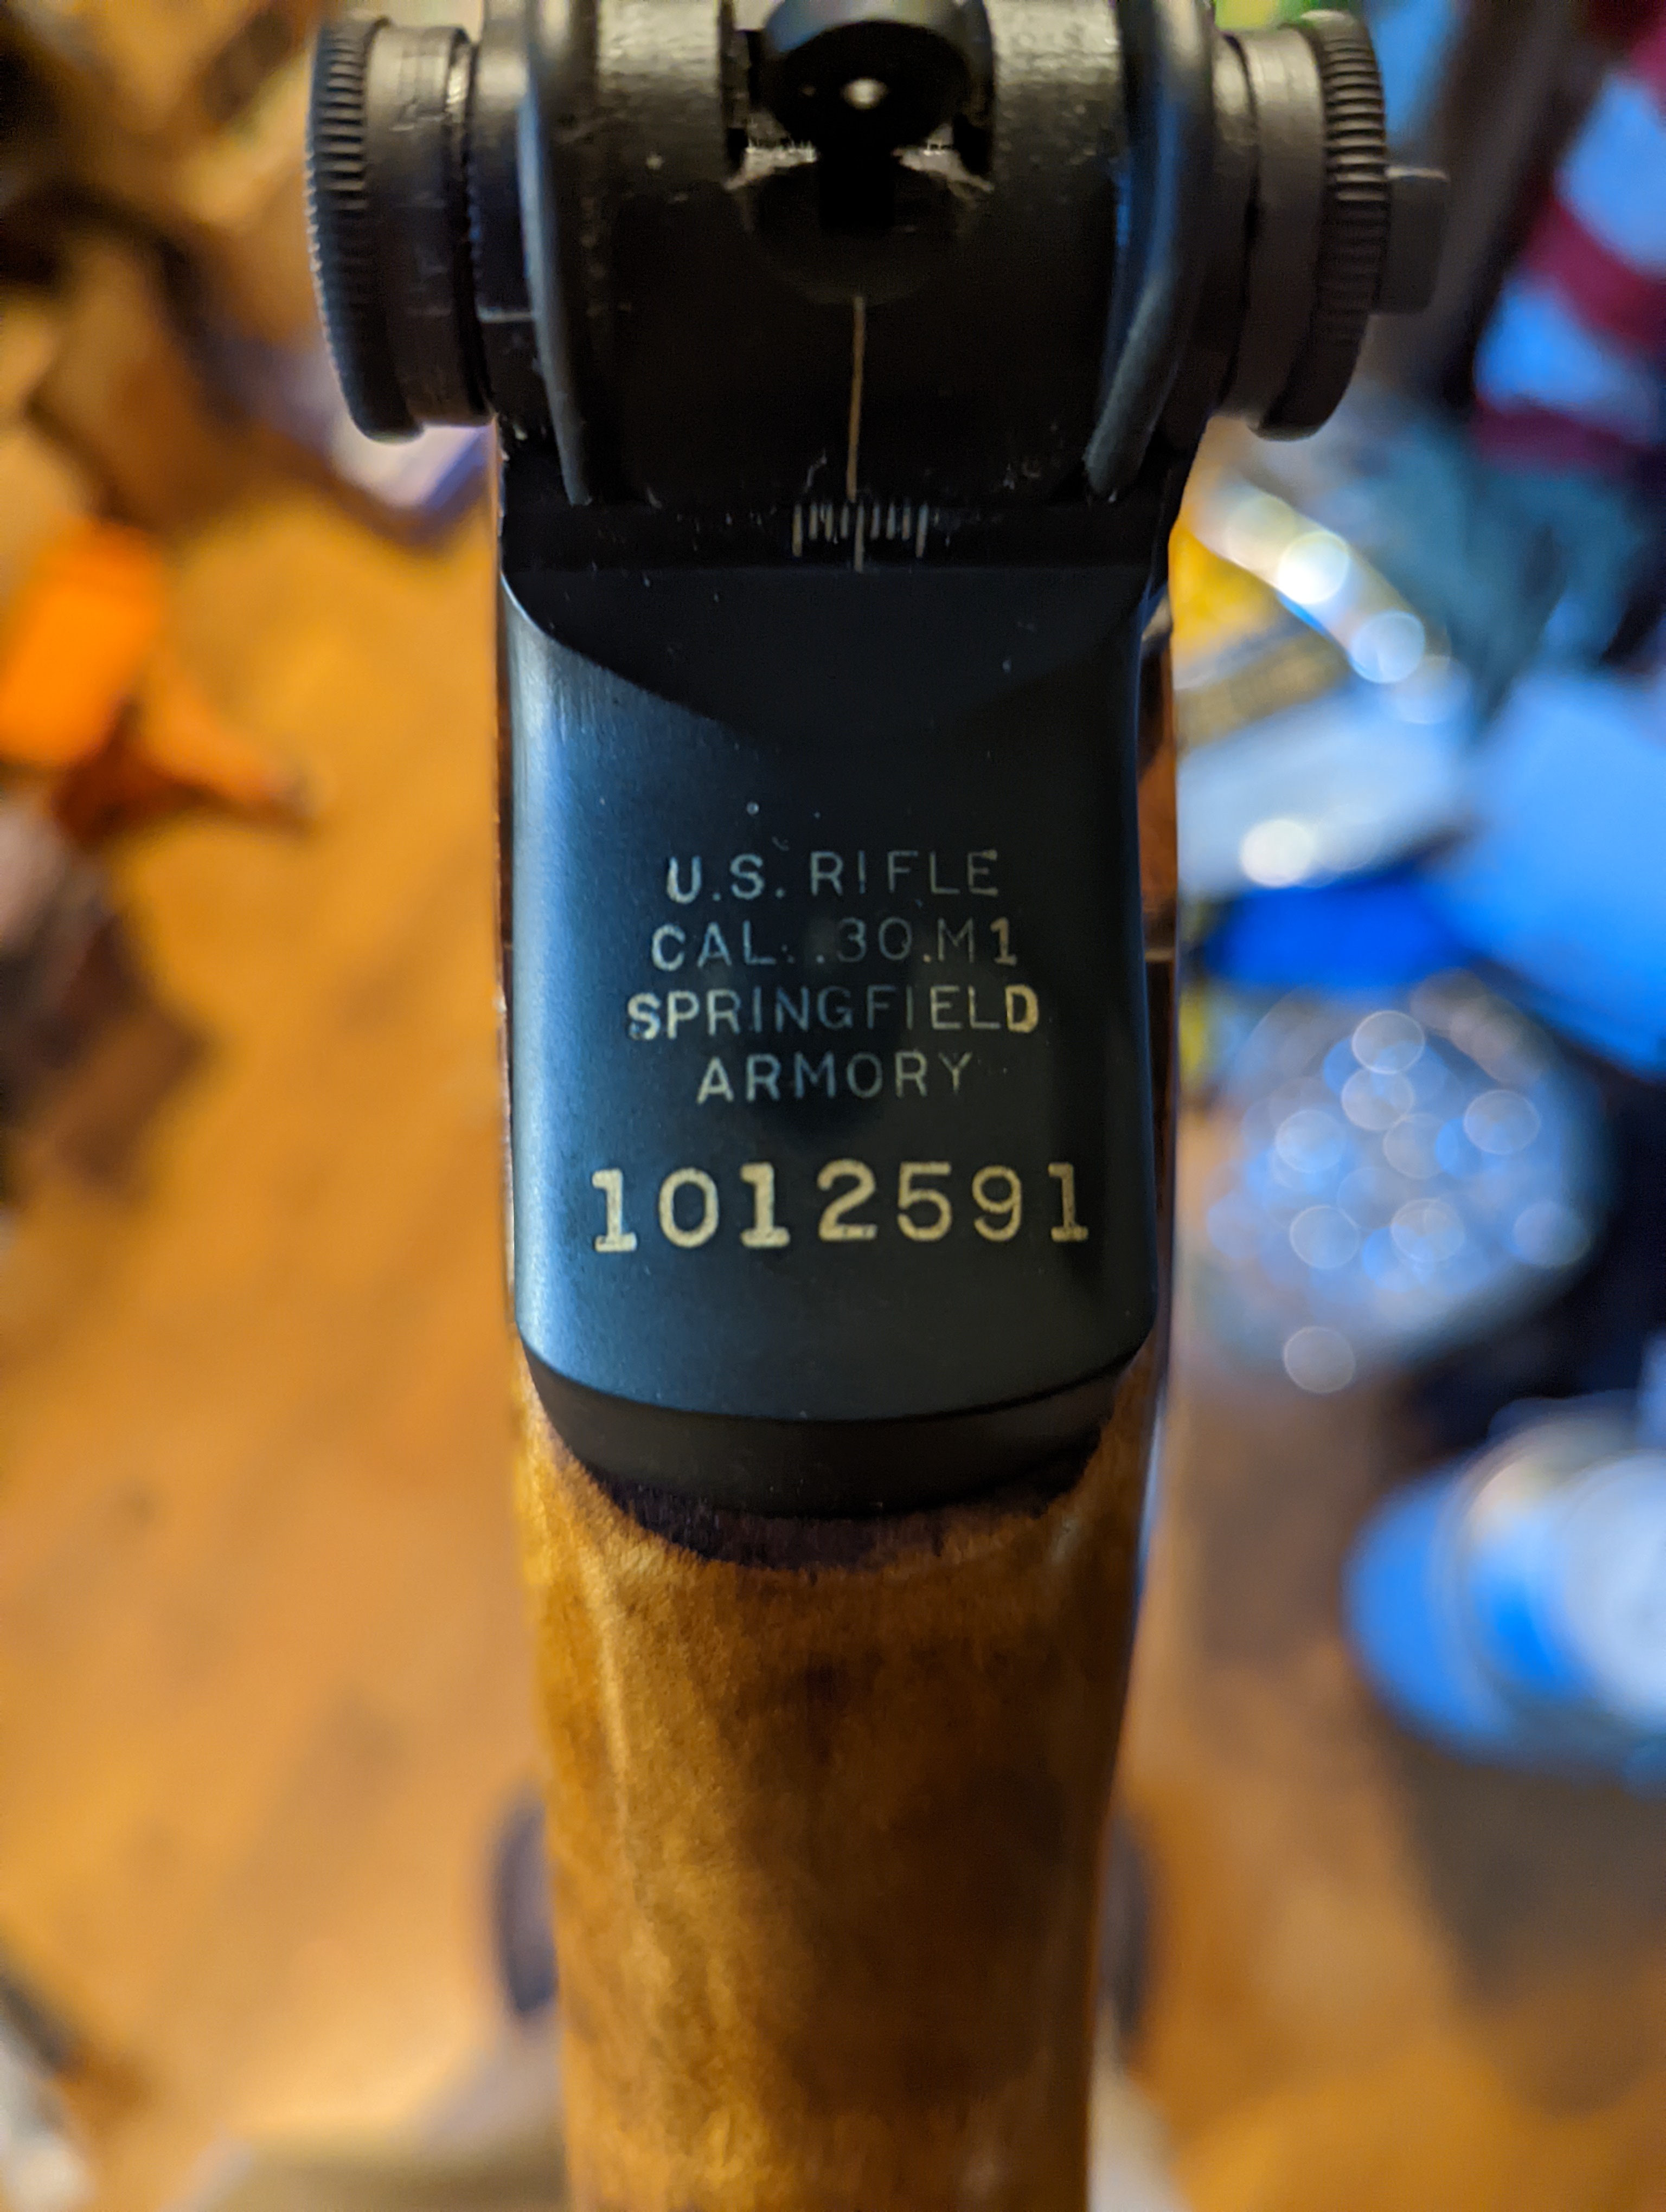 U.S. RIFLE
CAL. .30.M1
SPRINGFIELD
ARMORY
1012591